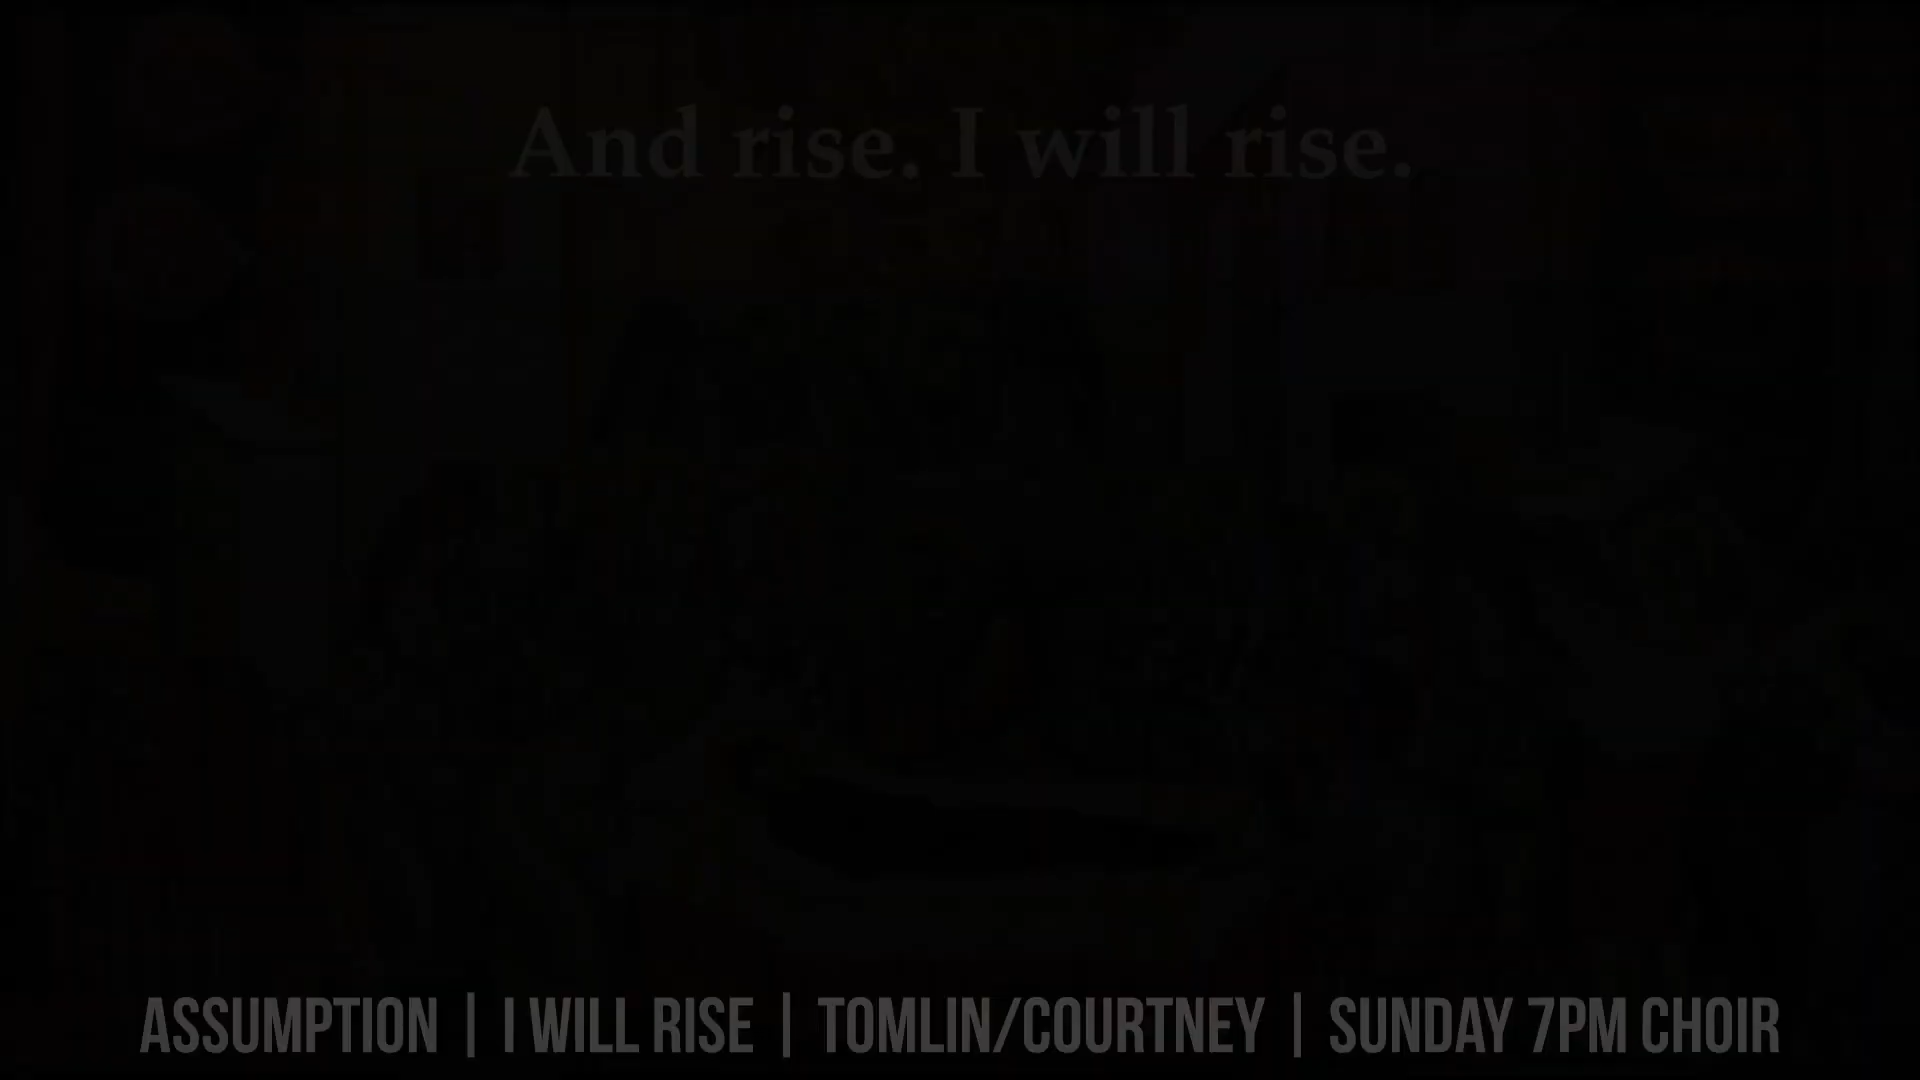 And rise. I will rise.
ASSUMPTION | I WILL RISE | TOMLIN/COURTNEY | SUNDAY 7PM CHOIR